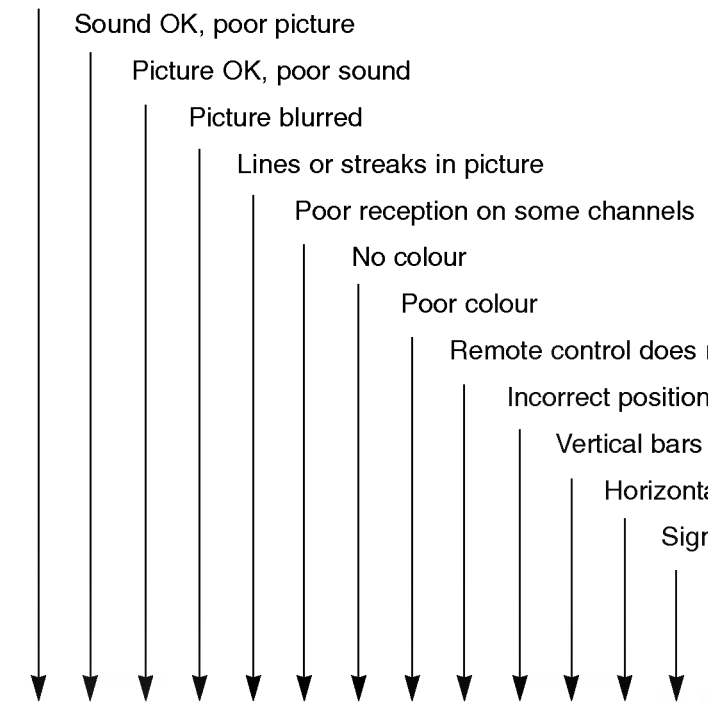 Sound OK, poor picture
Picture OK, poor sound
Picture blurred
Lines or streaks in picture
Poor reception on some channels
No colour
Poor colour
Remote control does
Incorrect position
Vertical bars